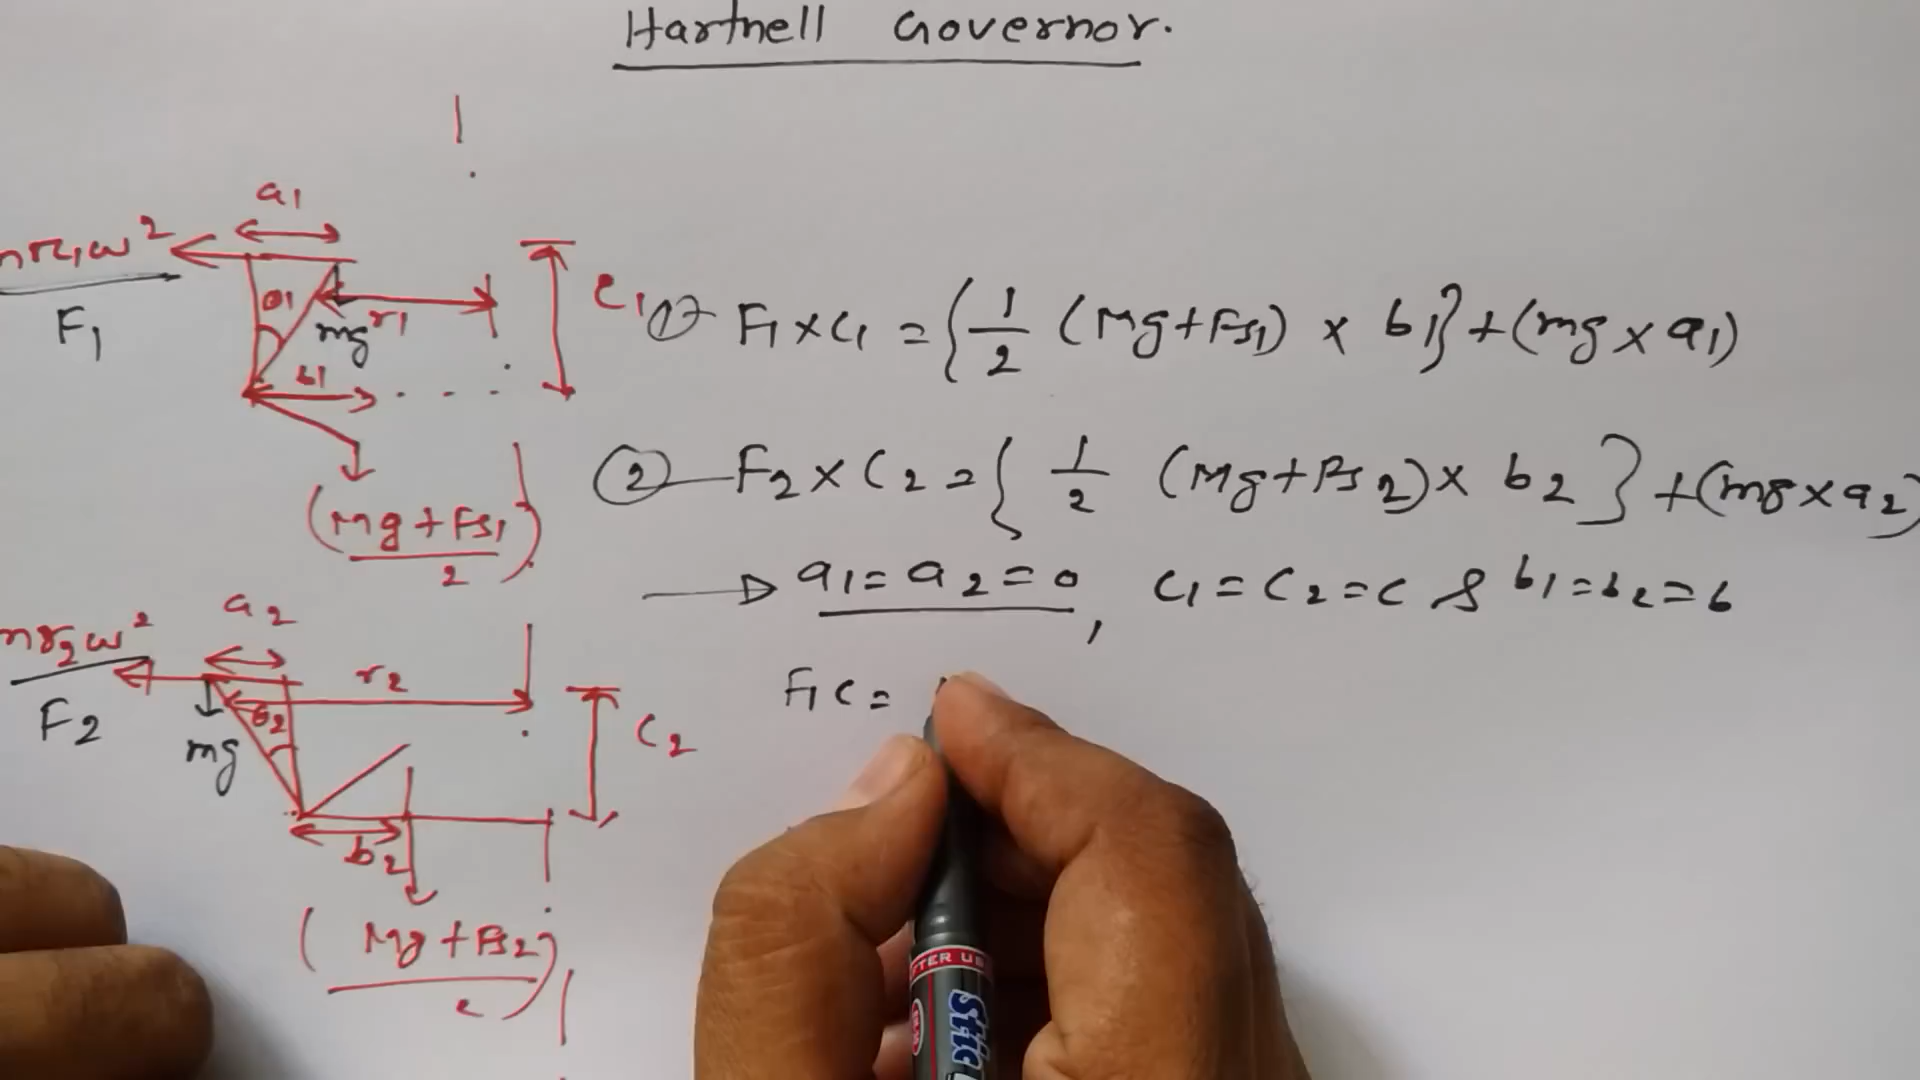 Hartnell Governor.
a1
mr1ω²
F1
θ1
mg
r1
c1
b1
(Mg+Fs1)
2
① F1×c1 = {1/2 (Mg+Fs1) × b1}+(mg×a1)
② F2×c2 = {1/2 (Mg+Fs2)× b2}+(mg×a2)
→ a1=a2=0, c1=c2=c & b1=b2=b
F1c=
a2
mr2ω²
F2
r2
θ2
mg
c2
b2
(Mg+Fs2)
2